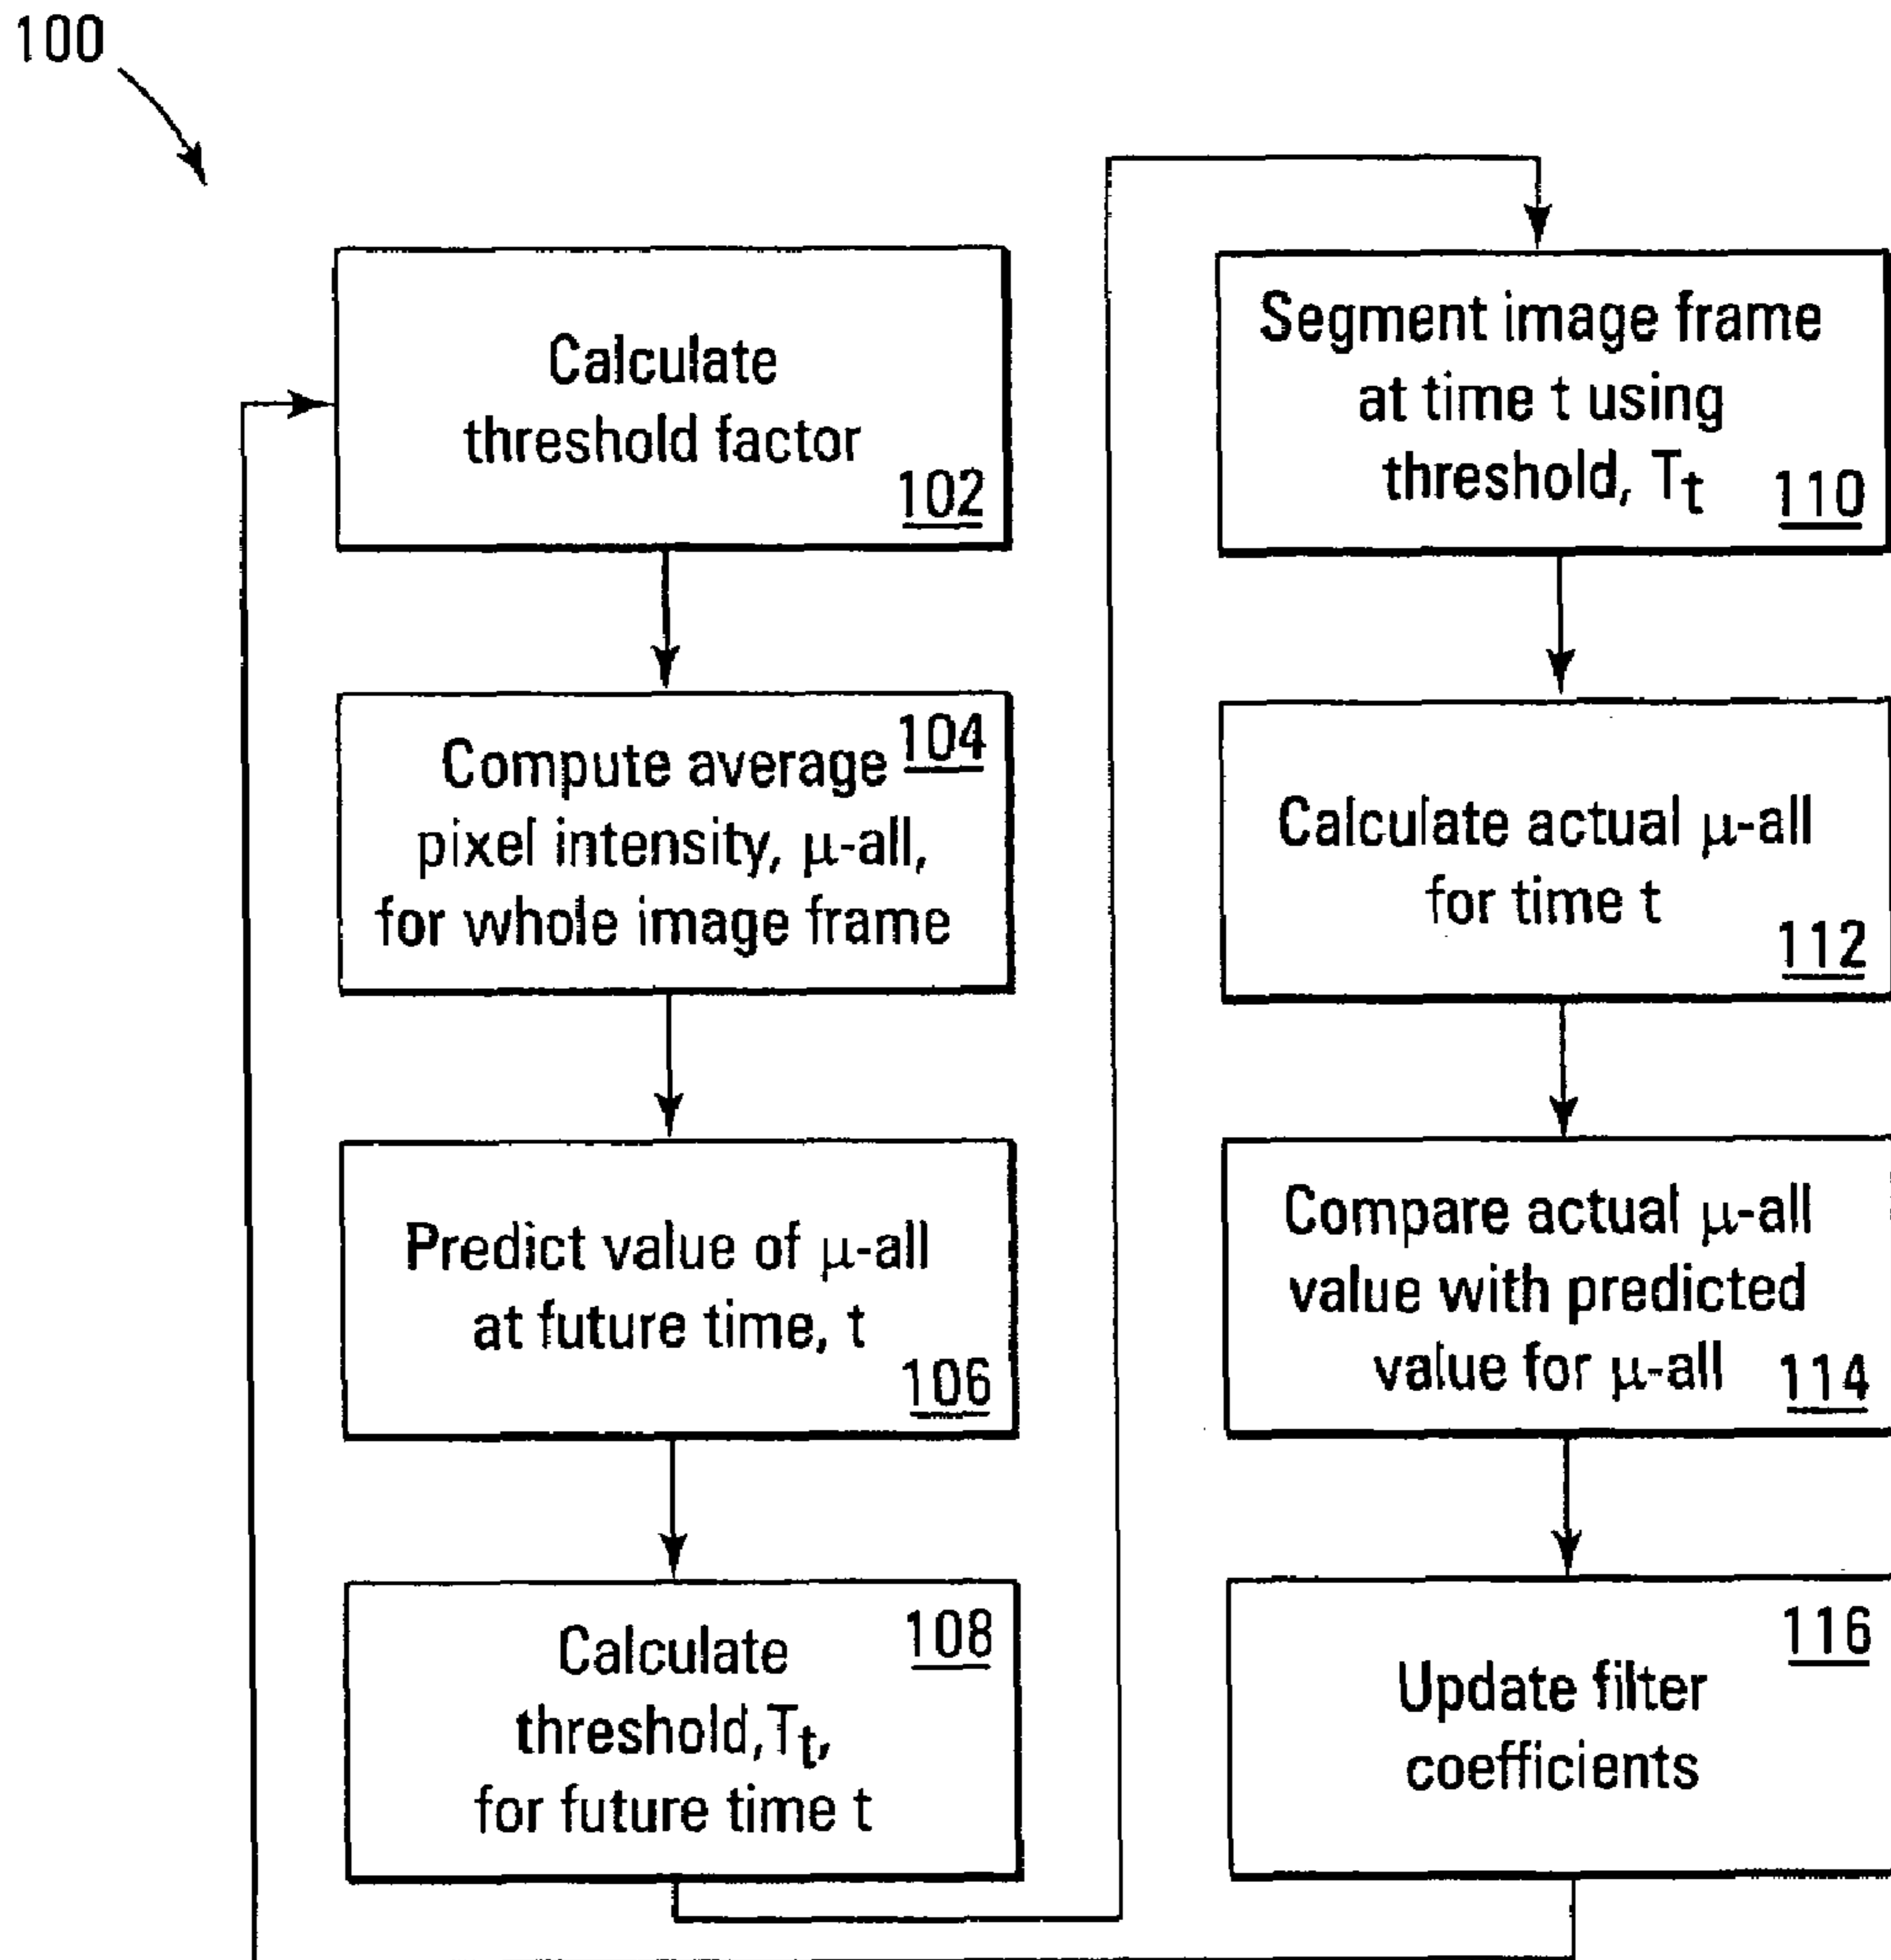 100
Calculate
threshold factor
102
Compute average 104
pixel intensity, μ-all,
for whole image frame
Predict value of μ-all
at future time, t
106
Calculate 108
threshold, Tt,
for future time t
Segment image frame
at time t using
threshold, Tt 110
Calculate actual μ-all
for time t
112
Compare actual μ-all
value with predicted
value for μ-all 114
116
Update filter
coefficients